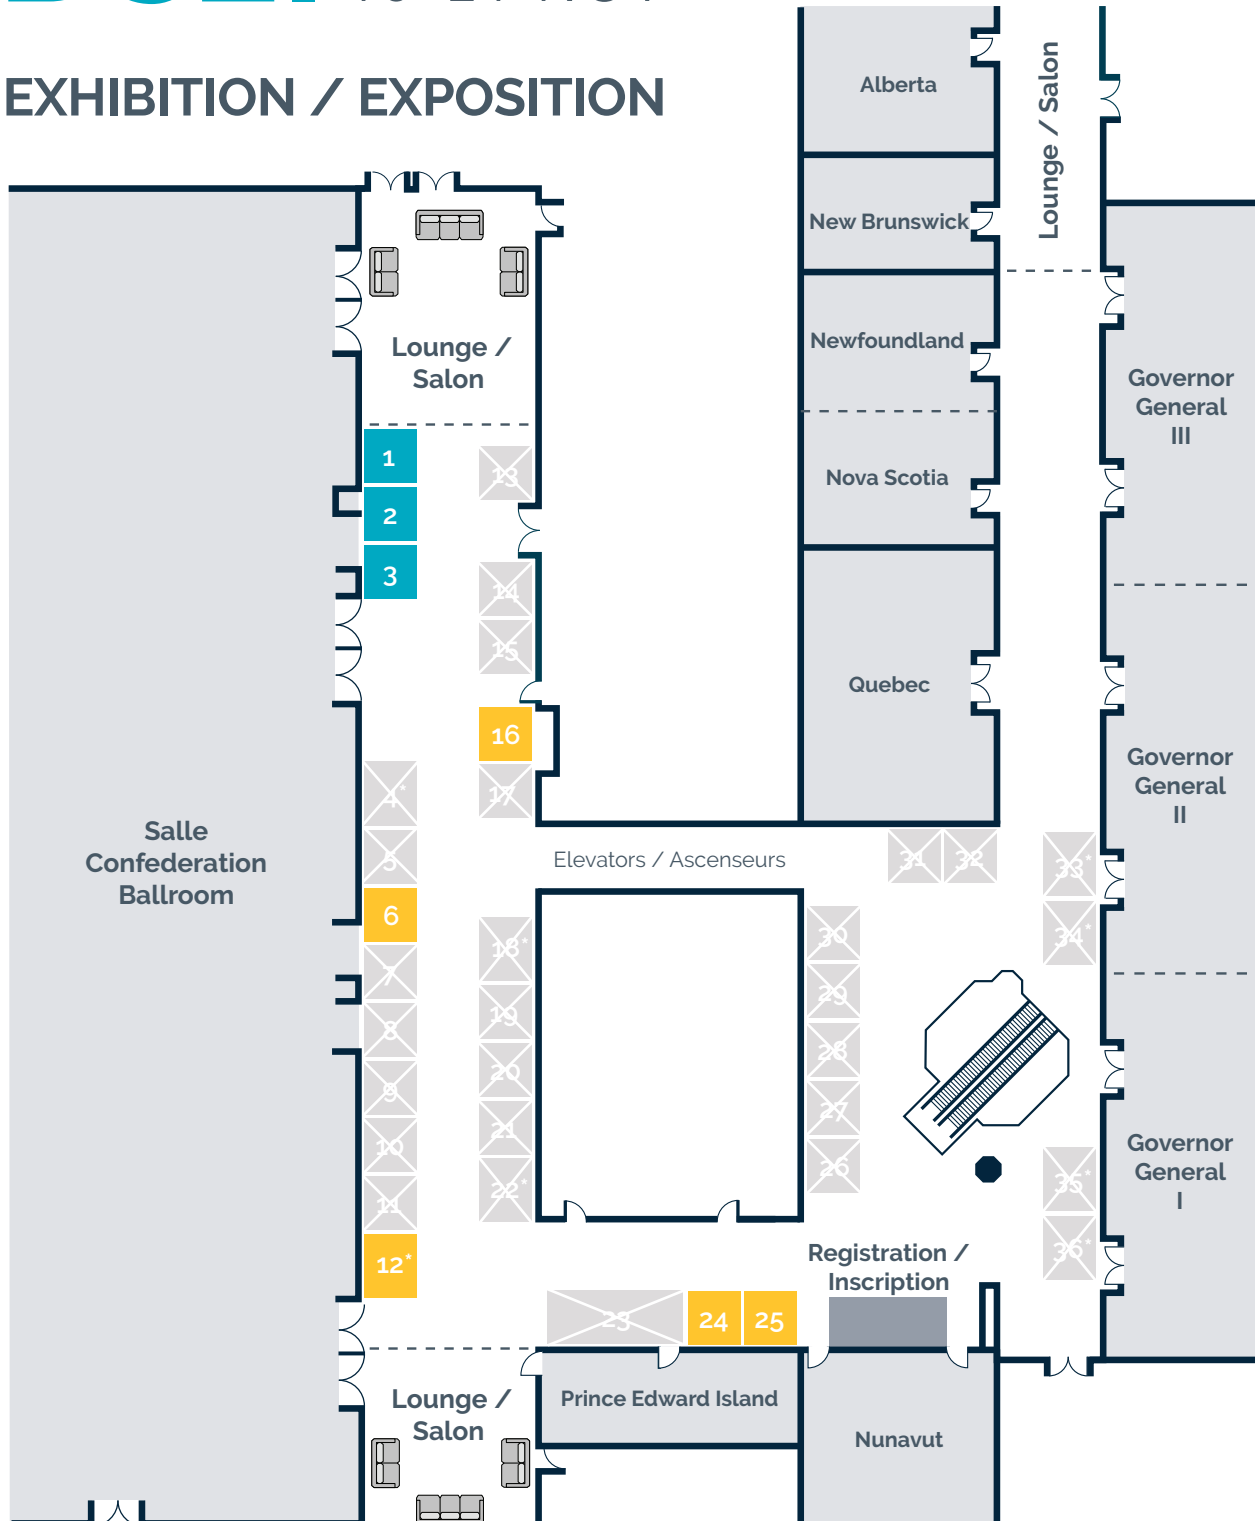 EXHIBITION / EXPOSITION
Alberta
Lounge / Salon
New Brunswick
Newfoundland
Nova Scotia
Quebec
Governor
General
III
Governor
General
II
Governor
General
I
Lounge /
Salon
1
2
3
13
14
15
16
17
4*
5
6
7
8
9
10
11
12*
Salle
Confederation
Ballroom
Elevators / Ascenseurs
18*
19
20
21
22*
31
32
33*
34*
30
29
28
27
26
35*
36*
Registration /
Inscription
23
24
25
Lounge /
Salon
Prince Edward Island
Nunavut